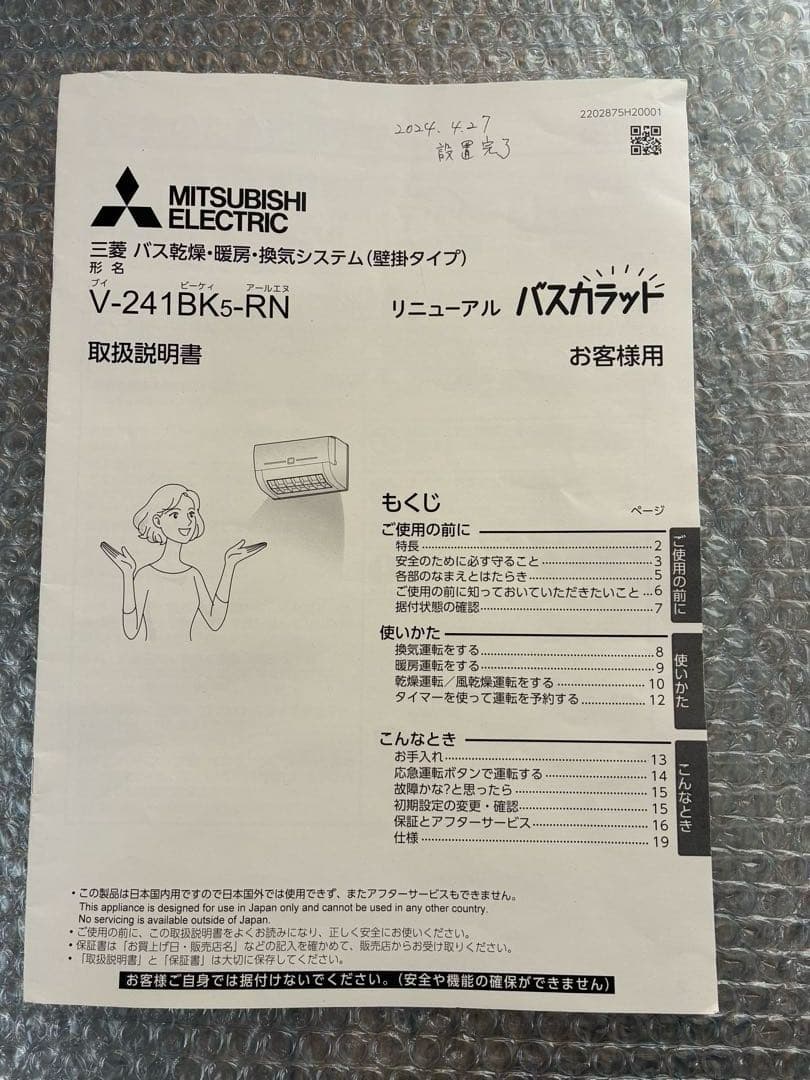 2202875H20001
2024.4.27
設置完了
MITSUBISHI
ELECTRIC
三菱 バス乾燥・暖房・換気システム(壁掛タイプ)
形名
ブイ ビーケィ アールエヌ
V-241BK5-RN
リニューアル バスカラット
取扱説明書
お客様用
もくじ
ページ
ご使用の前に
特長 2
安全のために必ず守ること 3
各部のなまえとはたらき 5
ご使用の前に知っておいていただきたいこと 6
据付状態の確認 7
使いかた
換気運転をする 8
暖房運転をする 9
乾燥運転/風乾燥運転をする 10
タイマーを使って運転を予約する 12
こんなとき
お手入れ 13
応急運転ボタンで運転する 14
故障かな?と思ったら 15
初期設定の変更・確認 15
保証とアフターサービス 16
仕様 19
ご使用の前に
使いかた
こんなとき
•この製品は日本国内用ですので日本国外では使用できず、またアフターサービスもできません。
This appliance is designed for use in Japan only and cannot be used in any other country.
No servicing is available outside of Japan.
•ご使用の前に、この取扱説明書をよくお読みになり、正しく安全にお使いください。
•保証書は「お買上げ日・販売店名」などの記入を確かめて、販売店からお受け取りください。
•「取扱説明書」と「保証書」は大切に保存してください。
お客様ご自身では据付けないでください。(安全や機能の確保ができません)